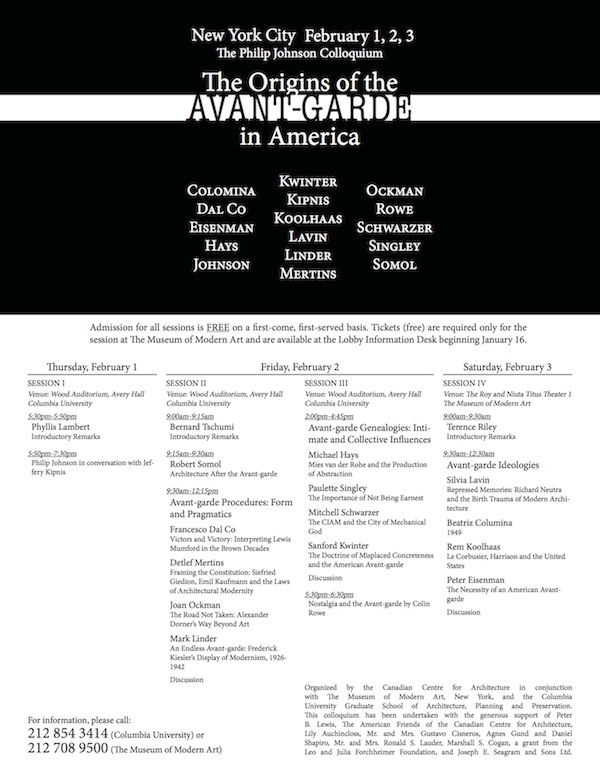 New York City February 1, 2, 3
The Philip Johnson Colloquium
The Origins of the
AVANT-GARDE
in America
Colomina
Dal Co
Eisenman
Hays
Johnson
Kwinter
Kipnis
Koolhaas
Lavin
Linder
Mertins
Ockman
Rowe
Schwarzer
Singley
Somol
Admission for all sessions is FREE on a first-come, first-served basis. Tickets (free) are required only for the
session at The Museum of Modern Art and are available at the Lobby Information Desk beginning January 16.
Thursday, February 1
SESSION I
Venue: Wood Auditorium, Avery Hall
Columbia University
5:30pm-5:50pm
Phyllis Lambert
Introductory Remarks
5:50pm-7:30pm
Philip Johnson in conversation with Jef-
fery Kipnis
Friday, February 2
SESSION II
Venue: Wood Auditorium, Avery Hall
Columbia University
9:00am-9:15am
Bernard Tschumi
Introductory Remarks
9:15am-9:30am
Robert Somol
Architecture After the Avant-garde
9:30am-12:15pm
Avant-garde Procedures: Form
and Pragmatics
Francesco Dal Co
Victors and Victory: Interpreting Lewis
Mumford in the Brown Decades
Detlef Mertins
Framing the Constitution: Siefried
Giedion, Emil Kaufmann and the Laws
of Architectural Modernity
Joan Ockman
The Road Not Taken: Alexander
Dorner's Way Beyond Art
Mark Linder
An Endless Avant-garde: Frederick
Kiesler's Display of Modernism, 1926-
1942
Discussion
SESSION III
Venue: Wood Auditorium, Avery Hall
Columbia University
2:00pm-4:45pm
Avant-garde Genealogies: Inti-
mate and Collective Influences
Michael Hays
Mies van der Rohe and the Production
of Abstraction
Paulette Singley
The Importance of Not Being Earnest
Mitchell Schwarzer
The CIAM and the City of Mechanical
God
Sanford Kwinter
The Doctrine of Misplaced Concreteness
and the American Avant-garde
Discussion
5:30pm-6:30pm
Nostalgia and the Avant-garde by Colin
Rowe
Saturday, February 3
SESSION IV
Venue: The Roy and Niuta Titus Theater 1
The Museum of Modern Art
9:00am-9:30am
Terence Riley
Introductory Remarks
9:30am-12:30am
Avant-garde Ideologies
Silvia Lavin
Repressed Memories: Richard Neutra
and the Birth Trauma of Modern Archi-
tecture
Beatriz Columina
1949
Rem Koolhaas
Le Corbusier, Harrison and the United
States
Peter Eisenman
The Necessity of an American Avant-
garde
Discussion
For information, please call:
212 854 3414 (Columbia University) or
212 708 9500 (The Museum of Modern Art)
Organized by the Canadian Centre for Architecture in conjunction
with The Museum of Modern Art, New York, and the Columbia
University Graduate School of Architecture, Planning and Preservation.
This colloquium has been undertaken with the generous support of Peter
B. Lewis, The American Friends of the Canadian Centre for Architecture,
Lily Auchincloss, Mr. and Mrs. Gustavo Cisneros, Agnes Gund and Daniel
Shapiro, Mr. and Mrs. Ronald S. Lauder, Marshall S. Cogan, a grant from the
Leo and Julia Forchheimer Foundation, and Joseph E. Seagram and Sons Ltd.